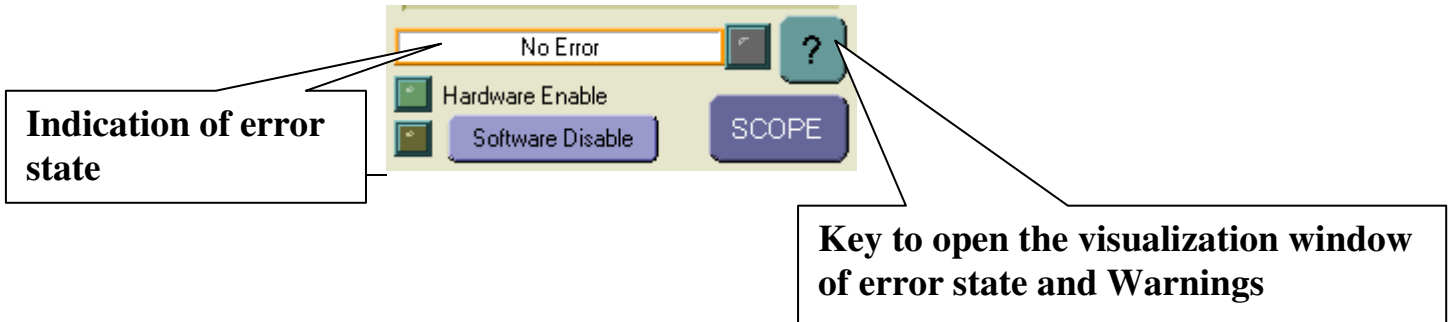 No Error
?
Hardware Enable
Software Disable
SCOPE
Indication of error
state
Key to open the visualization window
of error state and Warnings